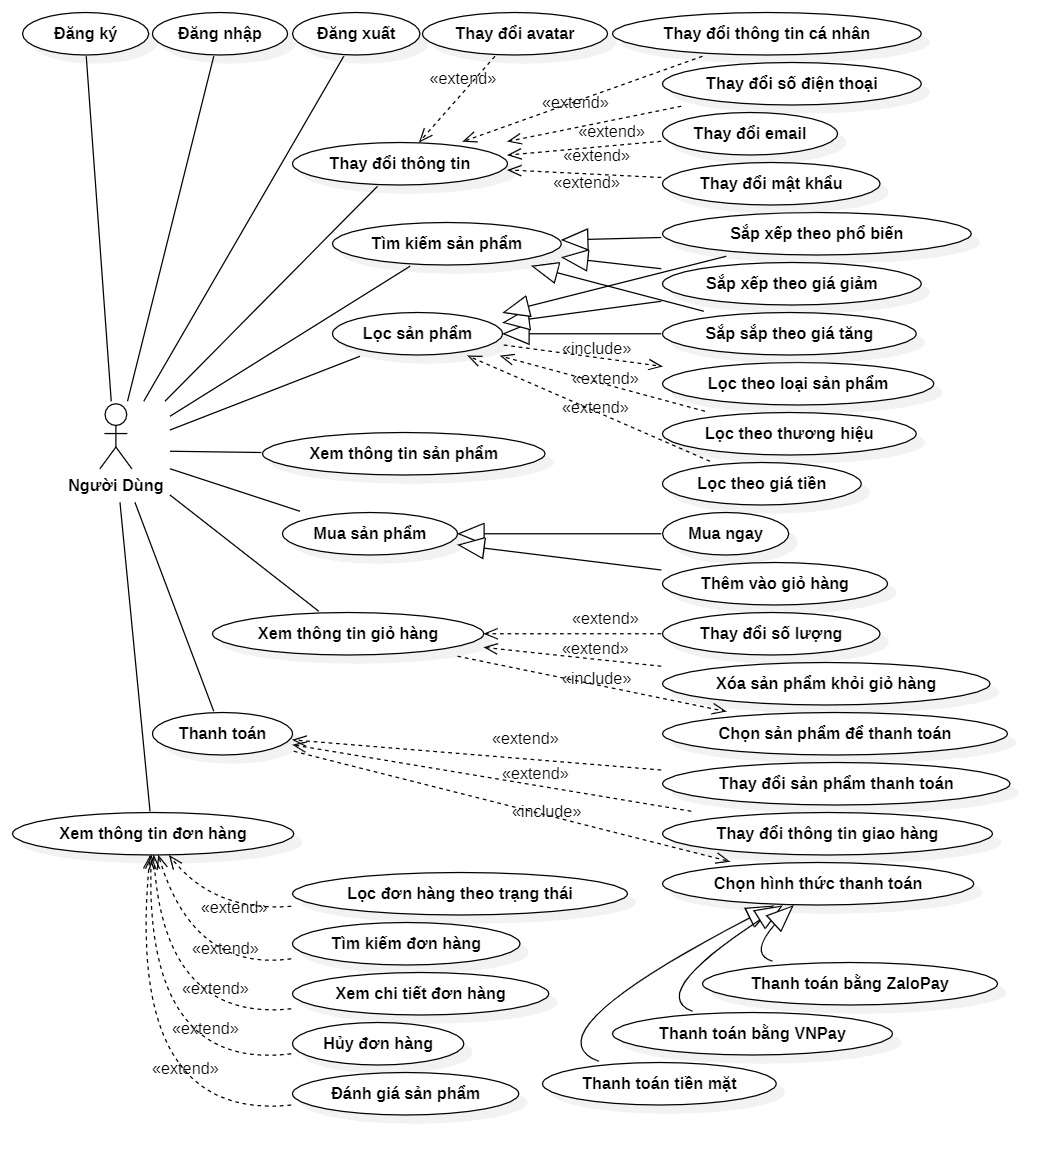 Đăng ký
Đăng nhập
Đăng xuất
Thay đổi avatar
Thay đổi thông tin cá nhân
«extend»
Thay đổi số điện thoại
«extend»
Thay đổi email
«extend»
«extend»
Thay đổi thông tin
«extend»
Thay đổi mật khẩu
Tìm kiếm sản phẩm
Sắp xếp theo phổ biến
Sắp xếp theo giá giảm
Lọc sản phẩm
Sắp sắp theo giá tăng
«include»
«extend»
Lọc theo loại sản phẩm
«extend»
Lọc theo thương hiệu
Người Dùng
Xem thông tin sản phẩm
Lọc theo giá tiền
Mua sản phẩm
Mua ngay
Thêm vào giỏ hàng
«extend»
Xem thông tin giỏ hàng
Thay đổi số lượng
«extend»
«include»
Xóa sản phẩm khỏi giỏ hàng
Thanh toán
«extend»
Chọn sản phẩm để thanh toán
«extend»
Thay đổi sản phẩm thanh toán
«include»
Xem thông tin đơn hàng
Thay đổi thông tin giao hàng
Chọn hình thức thanh toán
Lọc đơn hàng theo trạng thái
«extend»
Tìm kiếm đơn hàng
«extend»
Xem chi tiết đơn hàng
«extend»
Thanh toán bằng ZaloPay
«extend»
Hủy đơn hàng
Thanh toán bằng VNPay
«extend»
Đánh giá sản phẩm
Thanh toán tiền mặt